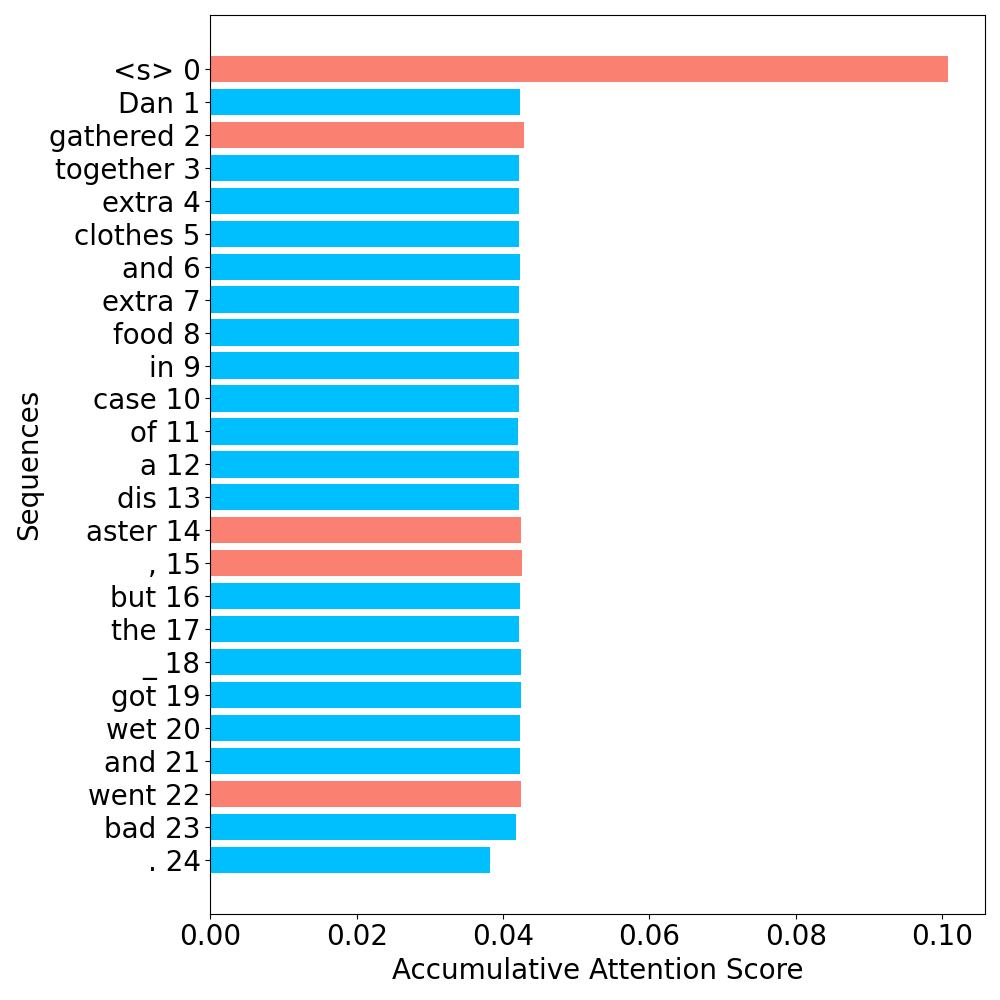 <s> 0
Dan 1
gathered 2
together 3
extra 4
clothes 5
and 6
extra 7
food 8
in 9
case 10
of 11
a 12
dis 13
aster 14
, 15
but 16
the 17
_ 18
got 19
wet 20
and 21
went 22
bad 23
. 24
Sequences
0.00 0.02 0.04 0.06 0.08 0.10
Accumulative Attention Score